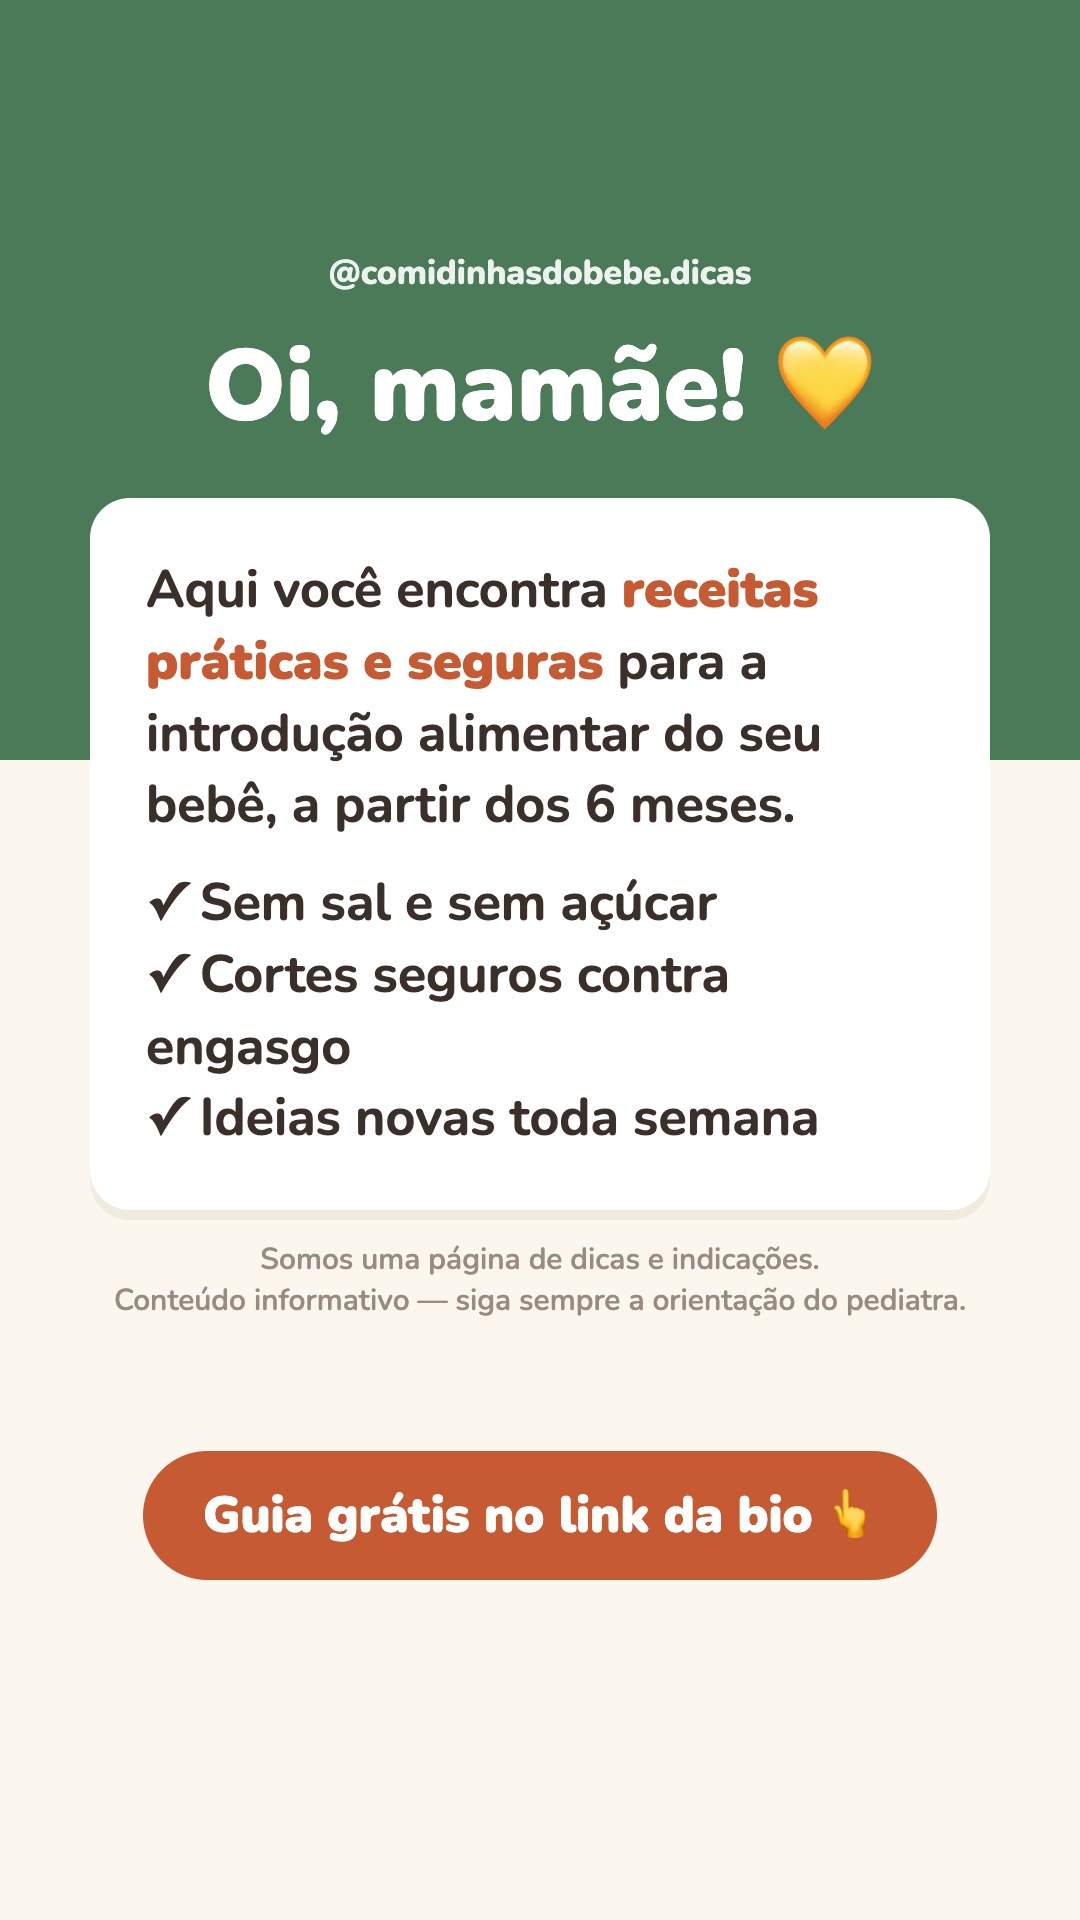 @comidinhasdobebe.dicas
Oi, mamãe! 💛
Aqui você encontra receitas
práticas e seguras para a
introdução alimentar do seu
bebê, a partir dos 6 meses.
✓ Sem sal e sem açúcar
✓ Cortes seguros contra
engasgo
✓ Ideias novas toda semana
Somos uma página de dicas e indicações.
Conteúdo informativo — siga sempre a orientação do pediatra.
Guia grátis no link da bio 👆